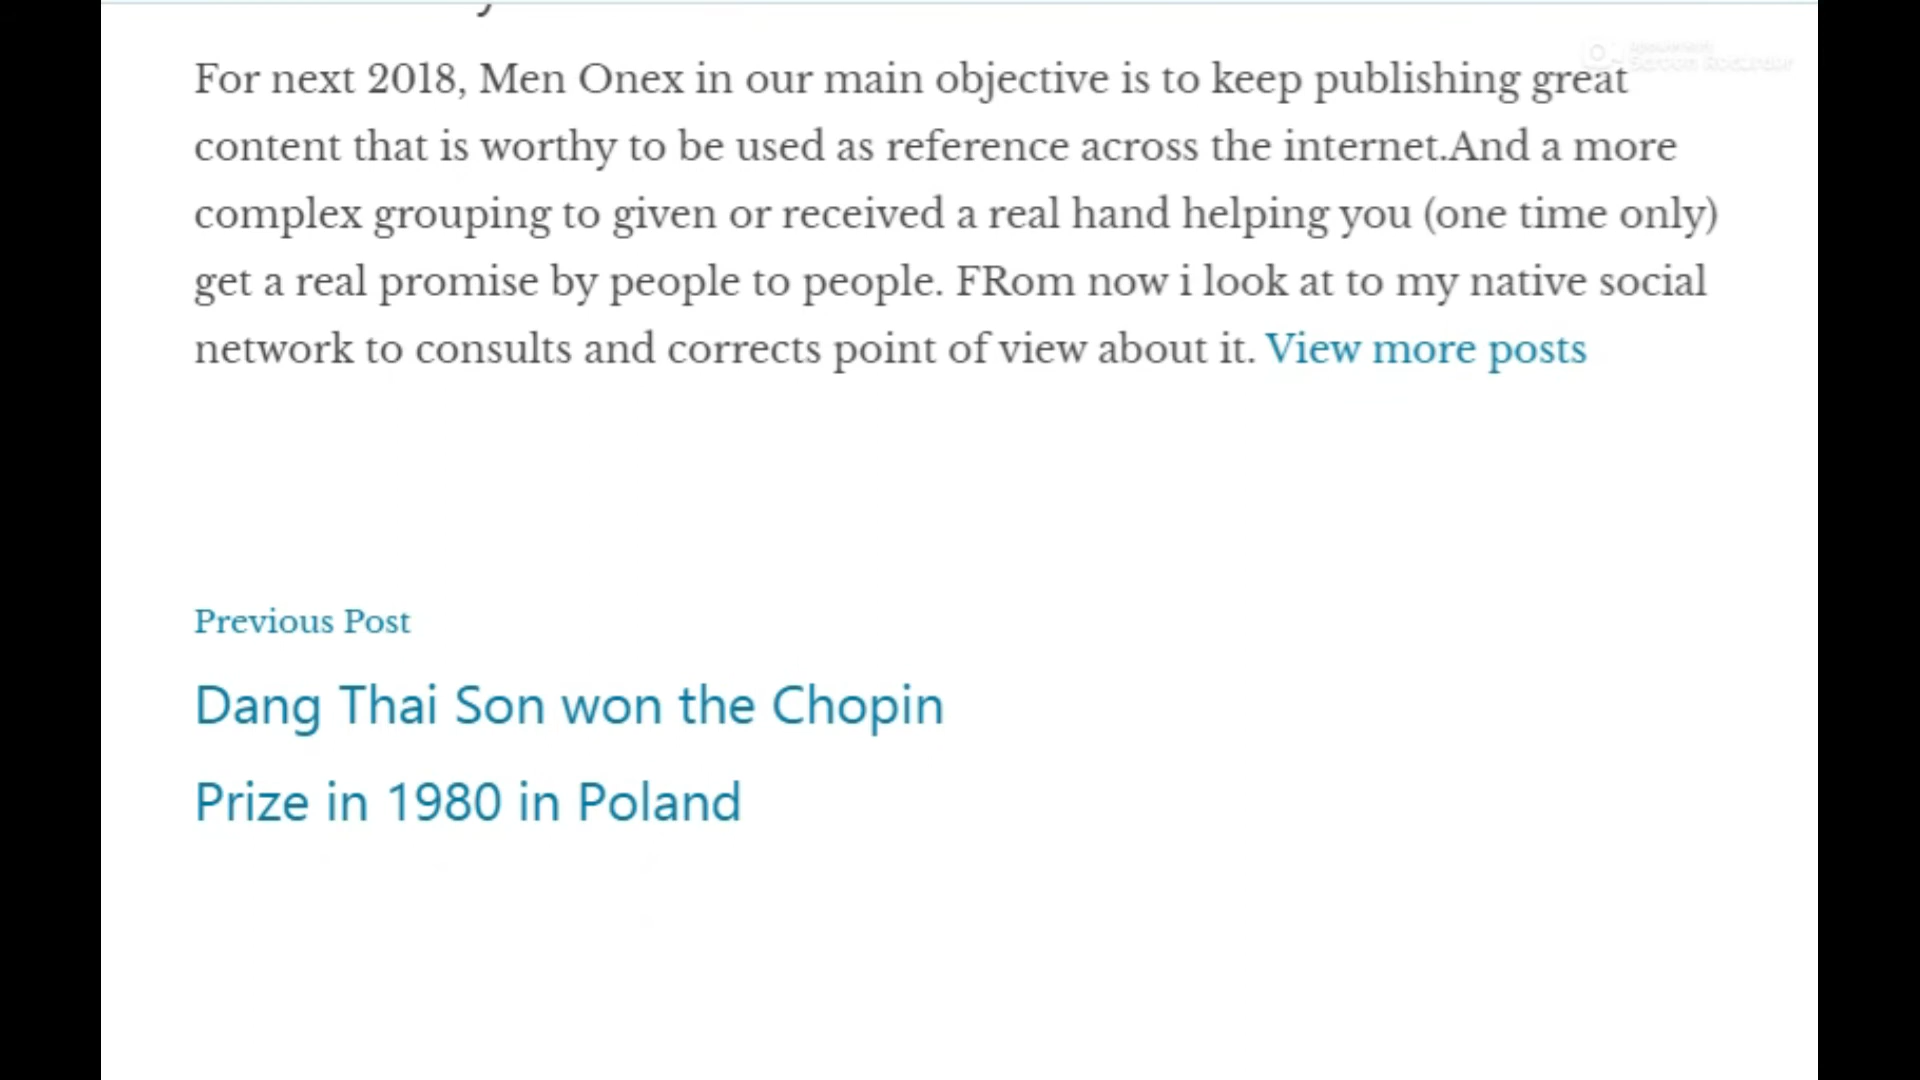 For next 2018, Men Onex in our main objective is to keep publishing great
content that is worthy to be used as reference across the internet.And a more
complex grouping to given or received a real hand helping you (one time only)
get a real promise by people to people. FRom now i look at to my native social
network to consults and corrects point of view about it. View more posts
Previous Post
Dang Thai Son won the Chopin
Prize in 1980 in Poland